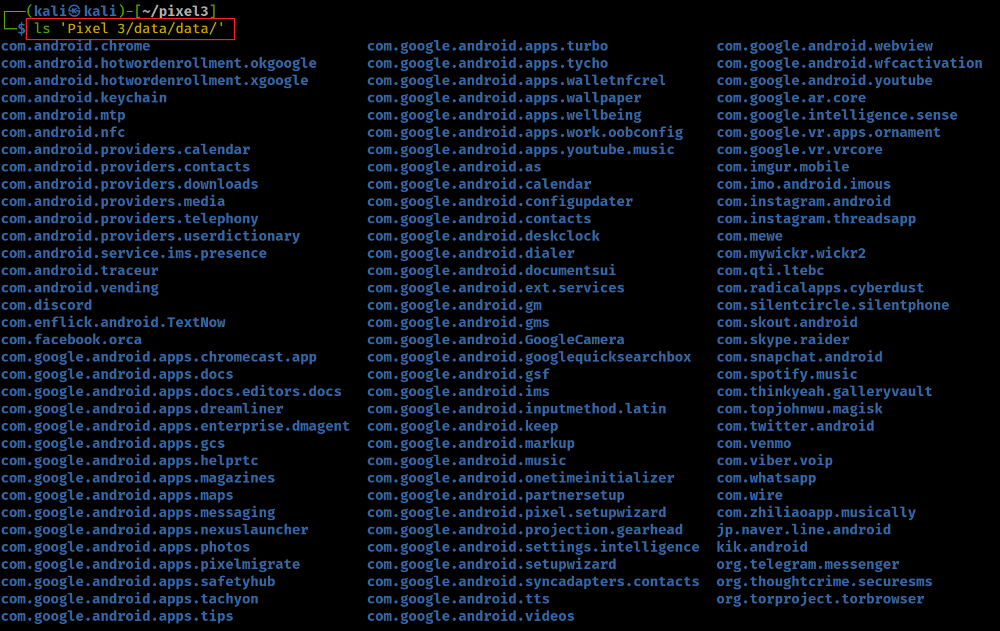 ┌──(kali㉿kali)-[~/pixel3]
└─$ ls 'Pixel 3/data/data/'
com.android.chrome com.google.android.apps.turbo com.google.android.webview
com.android.hotwordenrollment.okgoogle com.google.android.apps.tycho com.google.android.wfcactivation
com.android.hotwordenrollment.xgoogle com.google.android.apps.walletnfcrel com.google.android.youtube
com.android.keychain com.google.android.apps.wallpaper com.google.ar.core
com.android.mtp com.google.android.apps.wellbeing com.google.intelligence.sense
com.android.nfc com.google.android.apps.work.oobconfig com.google.vr.apps.ornament
com.android.providers.calendar com.google.android.apps.youtube.music com.google.vr.vrcore
com.android.providers.contacts com.google.android.as com.imgur.mobile
com.android.providers.downloads com.google.android.calendar com.imo.android.imous
com.android.providers.media com.google.android.configupdater com.instagram.android
com.android.providers.telephony com.google.android.contacts com.instagram.threadsapp
com.android.providers.userdictionary com.google.android.deskclock com.mewe
com.android.service.ims.presence com.google.android.dialer com.mywickr.wickr2
com.android.traceur com.google.android.documentsui com.qti.ltebc
com.android.vending com.google.android.ext.services com.radicalapps.cyberdust
com.discord com.google.android.gm com.silentcircle.silentphone
com.enflick.android.TextNow com.google.android.gms com.skout.android
com.facebook.orca com.google.android.GoogleCamera com.skype.raider
com.google.android.apps.chromecast.app com.google.android.googlequicksearchbox com.snapchat.android
com.google.android.apps.docs com.google.android.gsf com.spotify.music
com.google.android.apps.docs.editors.docs com.google.android.ims com.thinkyeah.galleryvault
com.google.android.apps.dreamliner com.google.android.inputmethod.latin com.topjohnwu.magisk
com.google.android.apps.enterprise.dmagent com.google.android.keep com.twitter.android
com.google.android.apps.gcs com.google.android.markup com.venmo
com.google.android.apps.helprtc com.google.android.music com.viber.voip
com.google.android.apps.magazines com.google.android.onetimeinitializer com.whatsapp
com.google.android.apps.maps com.google.android.partnersetup com.wire
com.google.android.apps.messaging com.google.android.pixel.setupwizard com.zhiliaoapp.musically
com.google.android.apps.nexuslauncher com.google.android.projection.gearhead jp.naver.line.android
com.google.android.apps.photos com.google.android.settings.intelligence kik.android
com.google.android.apps.pixelmigrate com.google.android.setupwizard org.telegram.messenger
com.google.android.apps.safetyhub com.google.android.syncadapters.contacts org.thoughtcrime.securesms
com.google.android.apps.tachyon com.google.android.tts org.torproject.torbrowser
com.google.android.apps.tips com.google.android.videos